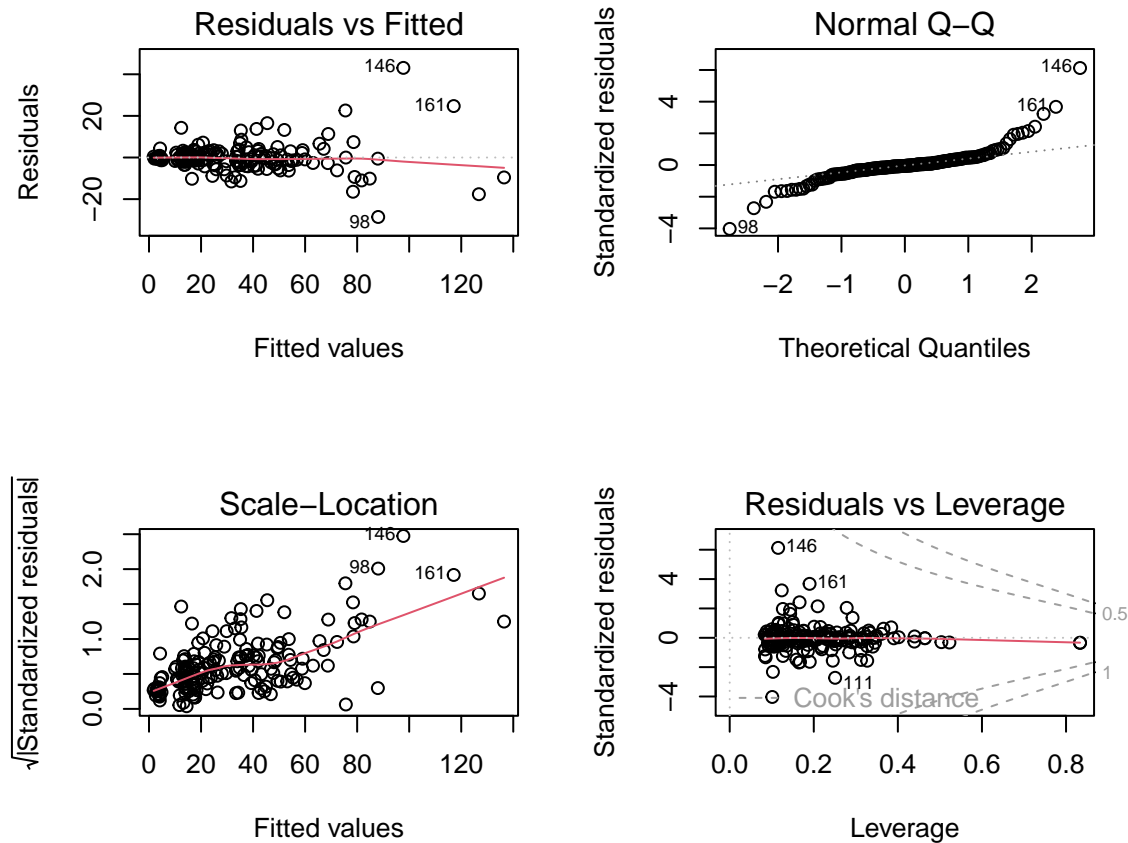 Residuals vs Fitted
Residuals
20
−20
146
161
98
0 20 40 60 80 120
Fitted values
Normal Q−Q
Standardized residuals
4
0
−4
146
161
98
−2 −1 0 1 2
Theoretical Quantiles
Scale−Location
√|Standardized residuals|
2.0
1.0
0.0
146
98
161
0 20 40 60 80 120
Fitted values
Residuals vs Leverage
Standardized residuals
4
0
−4
146
161
111
0.5
1
Cook's distance
0.0 0.2 0.4 0.6 0.8
Leverage